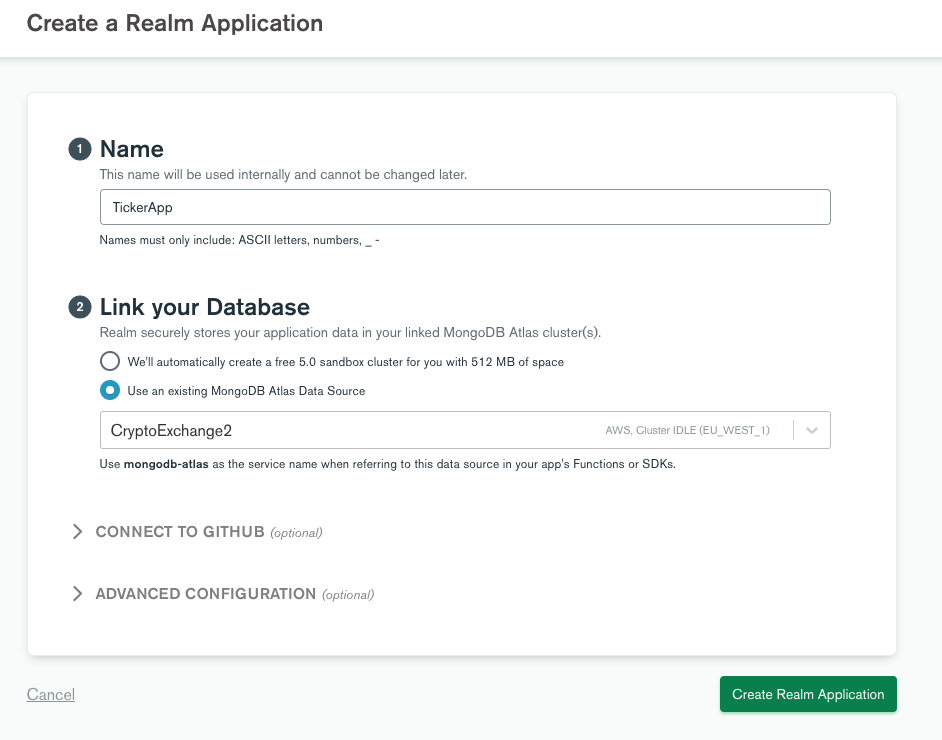 Create a Realm Application
1 Name
This name will be used internally and cannot be changed later.
TickerApp
Names must only include: ASCII letters, numbers, _ -
2 Link your Database
Realm securely stores your application data in your linked MongoDB Atlas cluster(s).
We'll automatically create a free 5.0 sandbox cluster for you with 512 MB of space
Use an existing MongoDB Atlas Data Source
CryptoExchange2 AWS, Cluster IDLE (EU_WEST_1)
Use mongodb-atlas as the service name when referring to this data source in your app's Functions or SDKs.
CONNECT TO GITHUB (optional)
ADVANCED CONFIGURATION (optional)
Cancel Create Realm Application